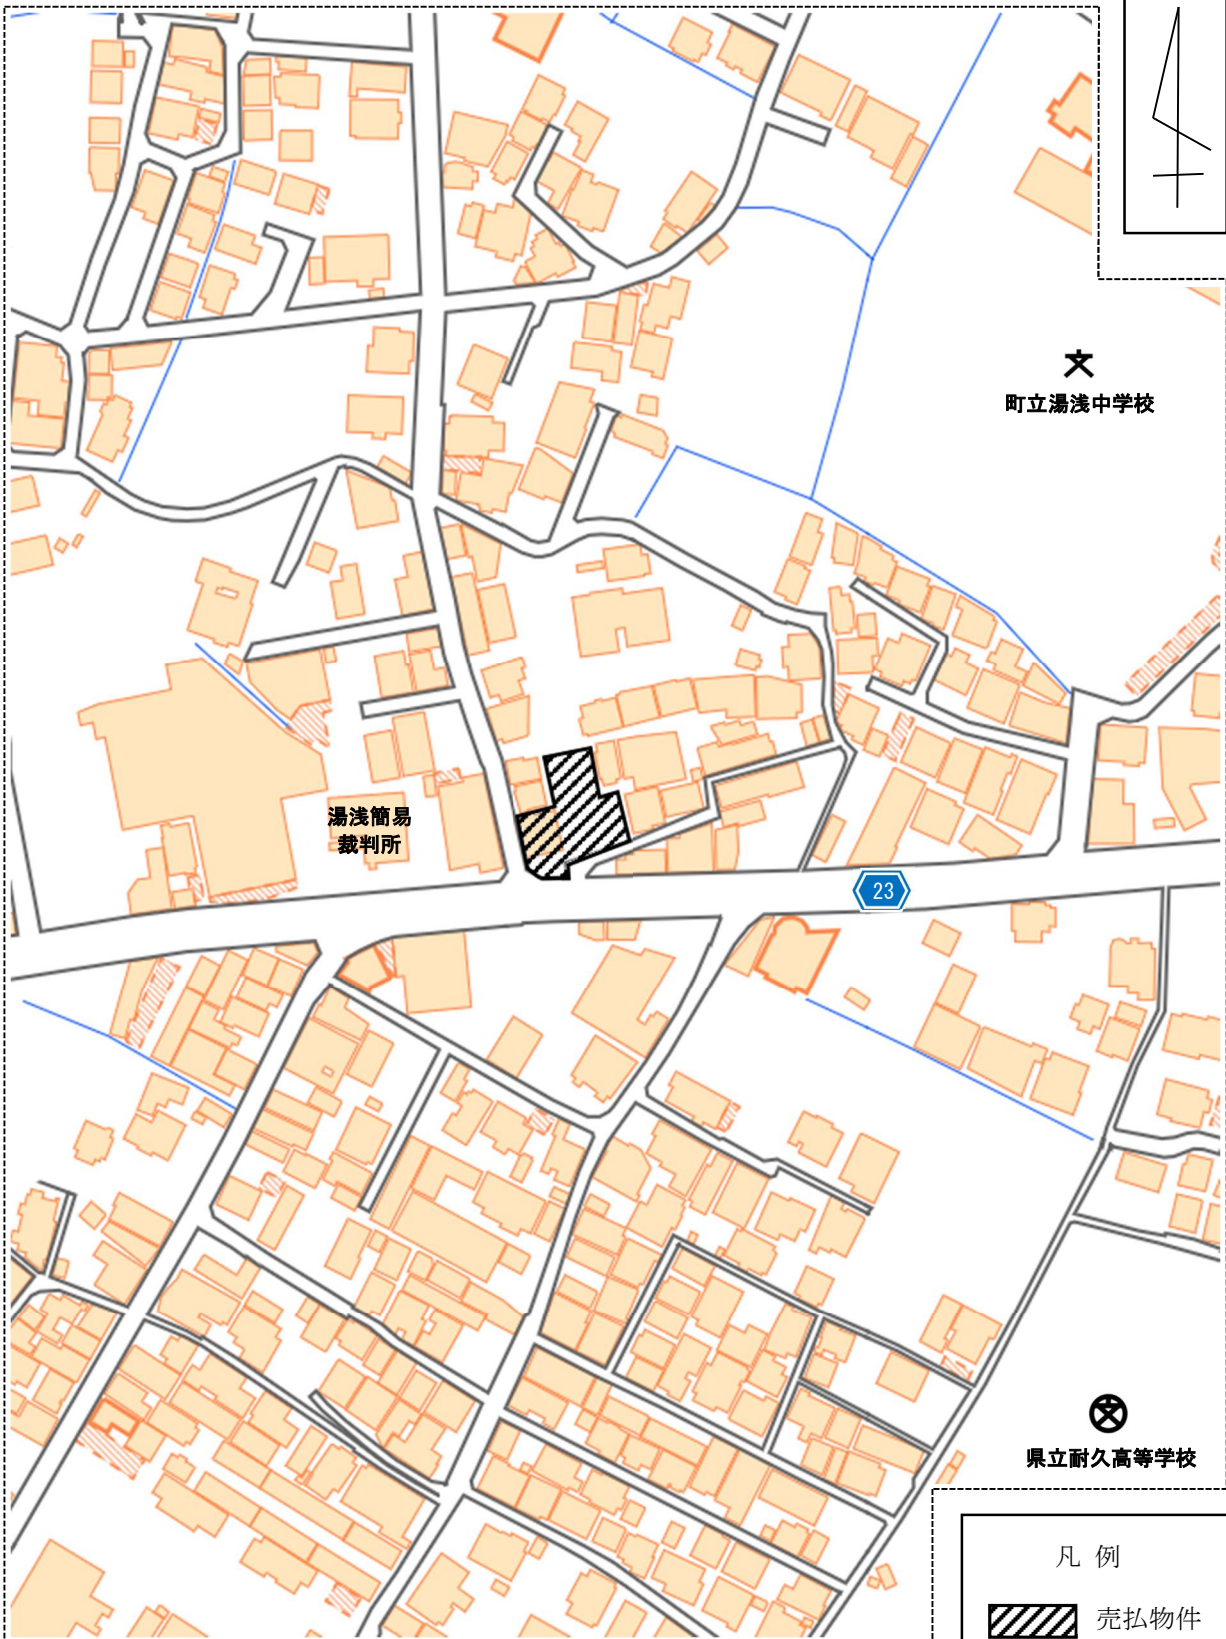 町立湯浅中学校
湯浅簡易
裁判所
23
県立耐久高等学校
凡 例
売払物件